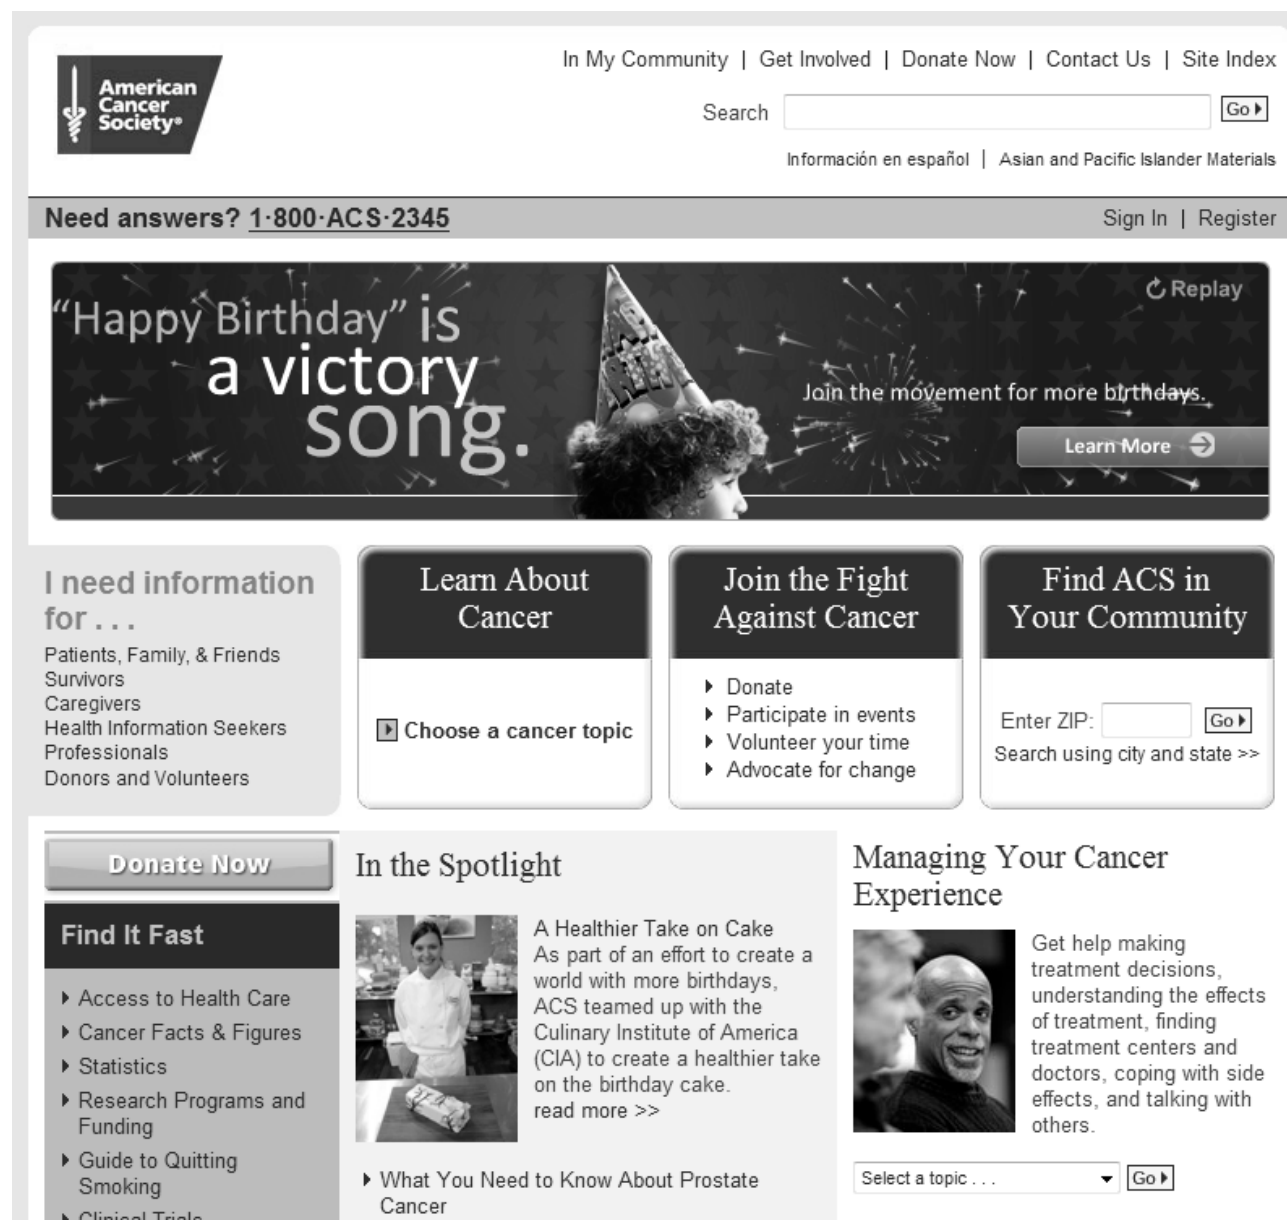 In My Community | Get Involved | Donate Now | Contact Us | Site Index
American
Cancer
Society®
Search
Go
Información en español | Asian and Pacific Islander Materials
Need answers? 1·800·ACS·2345
Sign In | Register
Replay
"Happy Birthday" is
a victory
song.
Join the movement for more birthdays.
Learn More
I need information
for . . .
Patients, Family, & Friends
Survivors
Caregivers
Health Information Seekers
Professionals
Donors and Volunteers
Learn About
Cancer
Choose a cancer topic
Join the Fight
Against Cancer
Donate
Participate in events
Volunteer your time
Advocate for change
Find ACS in
Your Community
Enter ZIP:
Go
Search using city and state >>
Donate Now
Find It Fast
Access to Health Care
Cancer Facts & Figures
Statistics
Research Programs and
Funding
Guide to Quitting
Smoking
Clinical Trials
In the Spotlight
A Healthier Take on Cake
As part of an effort to create a
world with more birthdays,
ACS teamed up with the
Culinary Institute of America
(CIA) to create a healthier take
on the birthday cake.
read more >>
What You Need to Know About Prostate
Cancer
Managing Your Cancer
Experience
Get help making
treatment decisions,
understanding the effects
of treatment, finding
treatment centers and
doctors, coping with side
effects, and talking with
others.
Select a topic . . .
Go